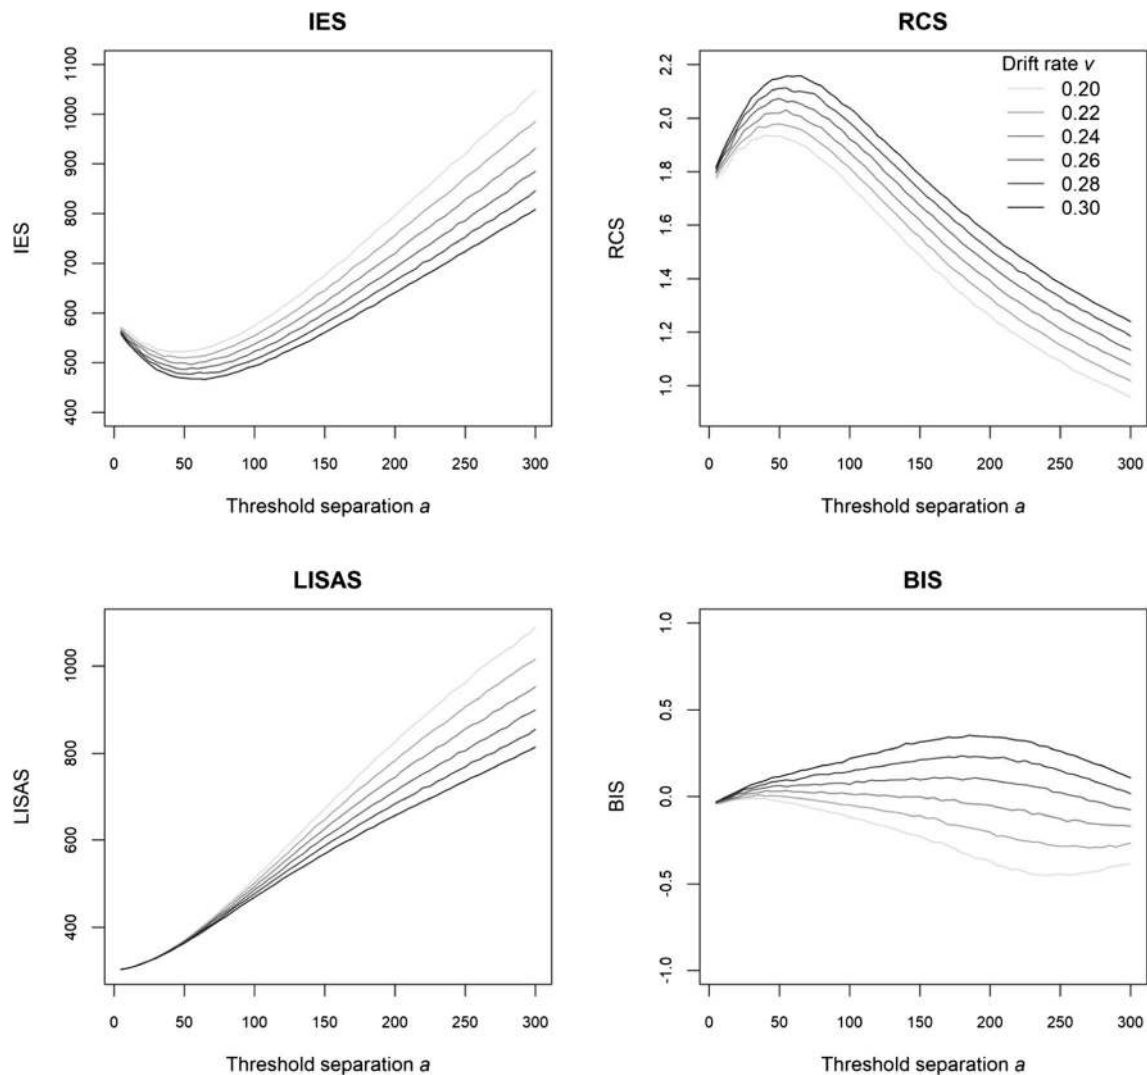 IES
IES
400
500
600
700
800
900
1000
1100
0 50 100 150 200 250 300
Threshold separation a
RCS
RCS
1.0
1.2
1.4
1.6
1.8
2.0
2.2
Drift rate v
0.20
0.22
0.24
0.26
0.28
0.30
0 50 100 150 200 250 300
Threshold separation a
LISAS
LISAS
400
600
800
1000
0 50 100 150 200 250 300
Threshold separation a
BIS
BIS
-1.0
-0.5
0.0
0.5
1.0
0 50 100 150 200 250 300
Threshold separation a